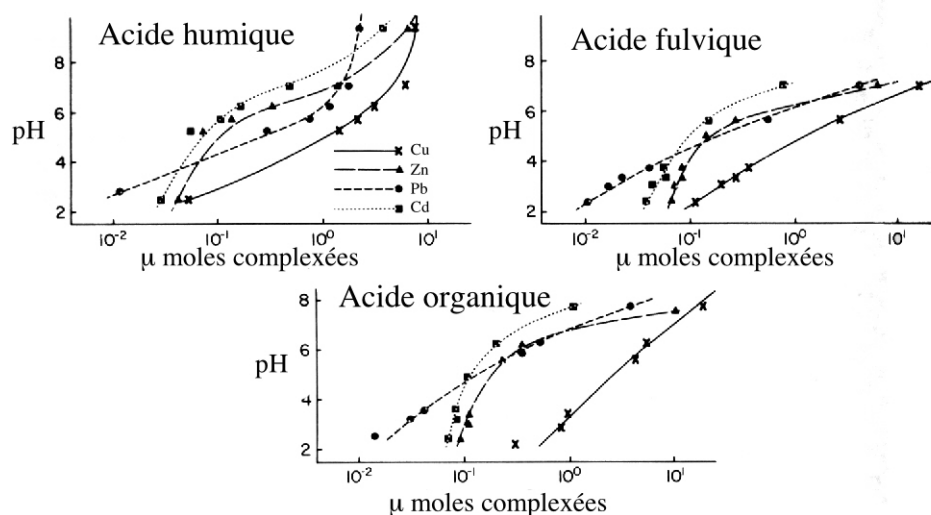 Acide humique
pH
8
6
4
2
Cu
Zn
Pb
Cd
10⁻² 10⁻¹ 10⁰ 10¹
μ moles complexées
Acide fulvique
pH
8
6
4
2
10⁻² 10⁻¹ 10⁰ 10¹
μ moles complexées
Acide organique
pH
8
6
4
2
10⁻² 10⁻¹ 10⁰ 10¹
μ moles complexées